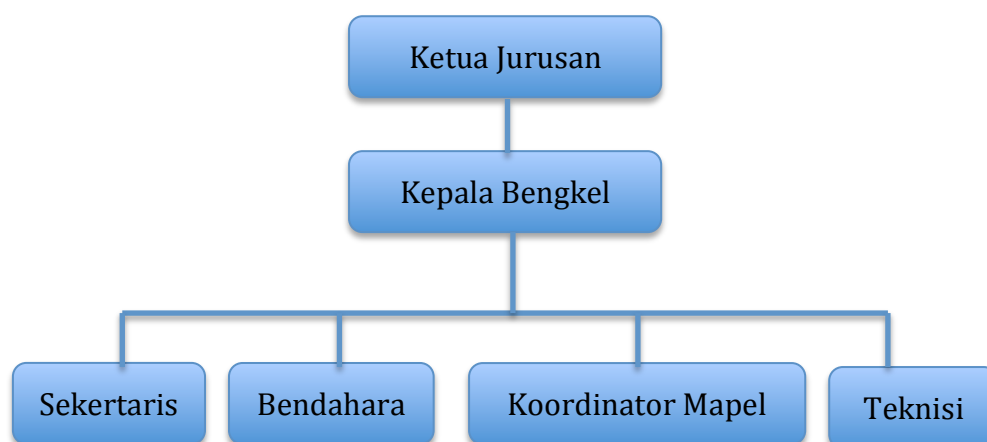 Ketua Jurusan
Kepala Bengkel
Sekertaris
Bendahara
Koordinator Mapel
Teknisi